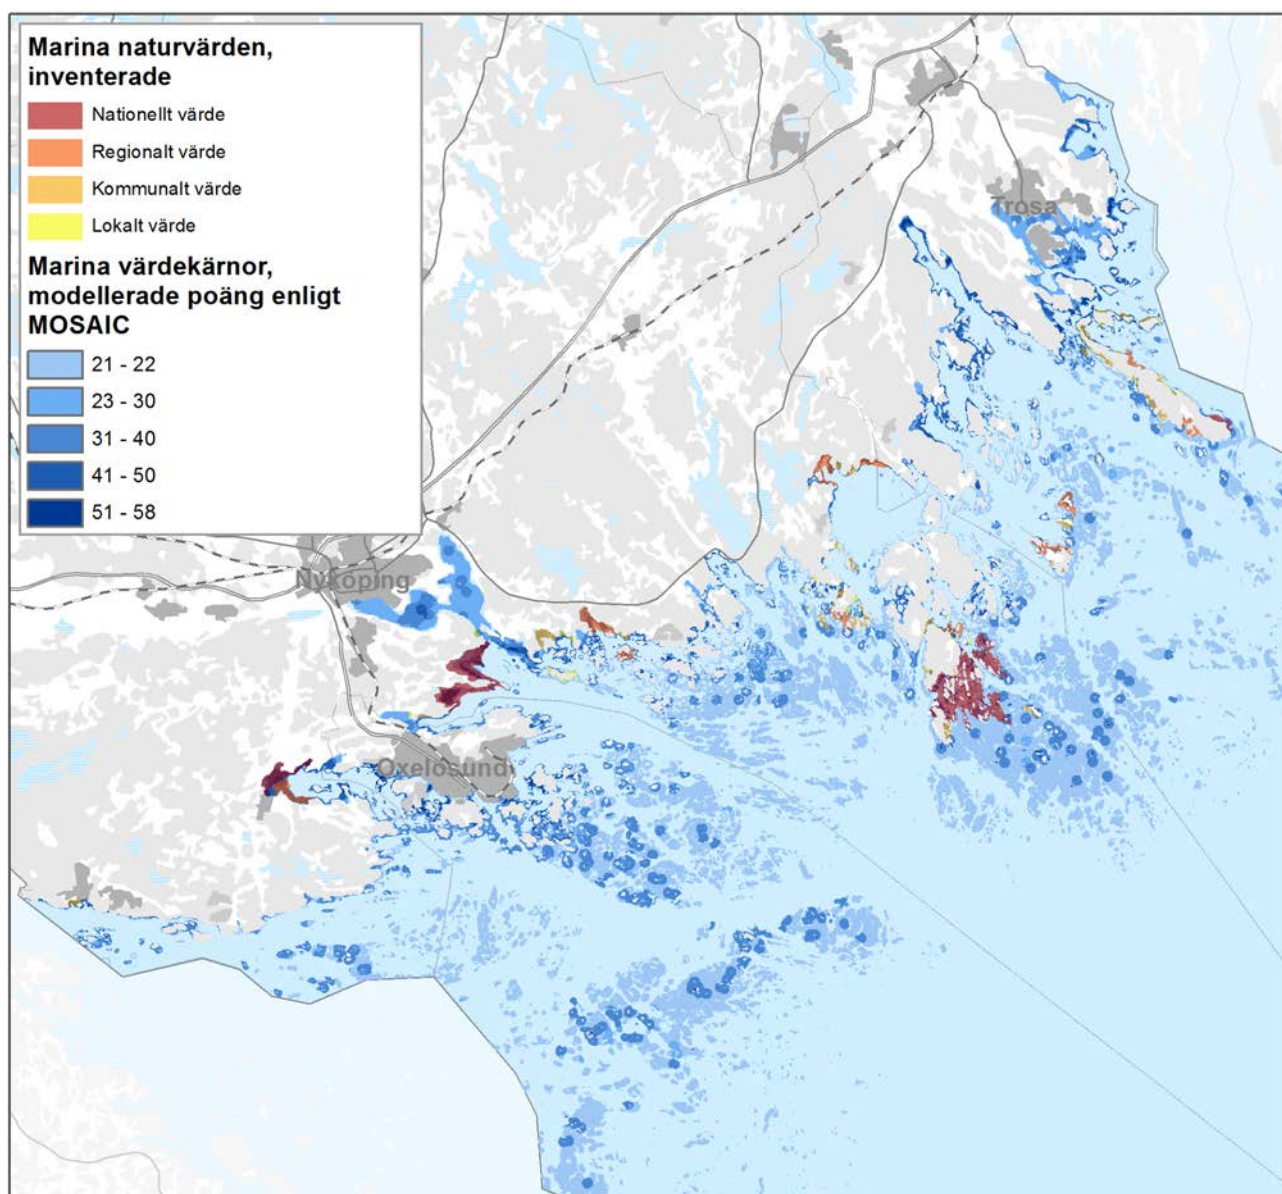 Marina naturvärden,
inventerade
Nationellt värde
Regionalt värde
Kommunalt värde
Lokalt värde
Marina värdekärnor,
modellerade poäng enligt
MOSAIC
21 - 22
23 - 30
31 - 40
41 - 50
51 - 58
Trosa
Nyköping
Oxelösund